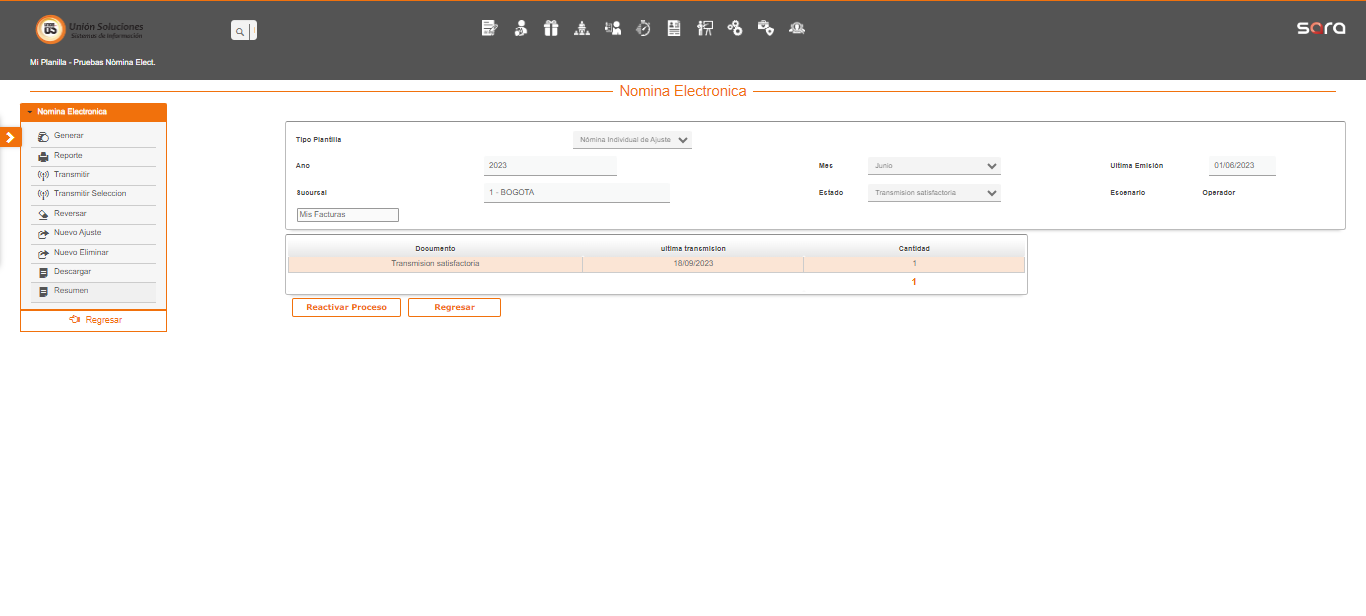 Unión Soluciones
Sistemas de Información
sora
Mi Planilla - Pruebas Nómina Elect.
Nomina Electronica
Nomina Electronica
Generar
Reporte
Transmitir
Transmitir Seleccion
Reversar
Nuevo Ajuste
Nuevo Eliminar
Descargar
Resumen
Regresar
Tipo Plantilla Nómina Individual de Ajuste
Ano 2023 Mes Junio Ultima Emisión 01/06/2023
Sucursal 1 - BOGOTA Estado Transmision satisfactoria Escenario Operador
Mis Facturas
Documento ultima transmision Cantidad
Transmision satisfactoria 18/09/2023 1
1
Reactivar Proceso Regresar